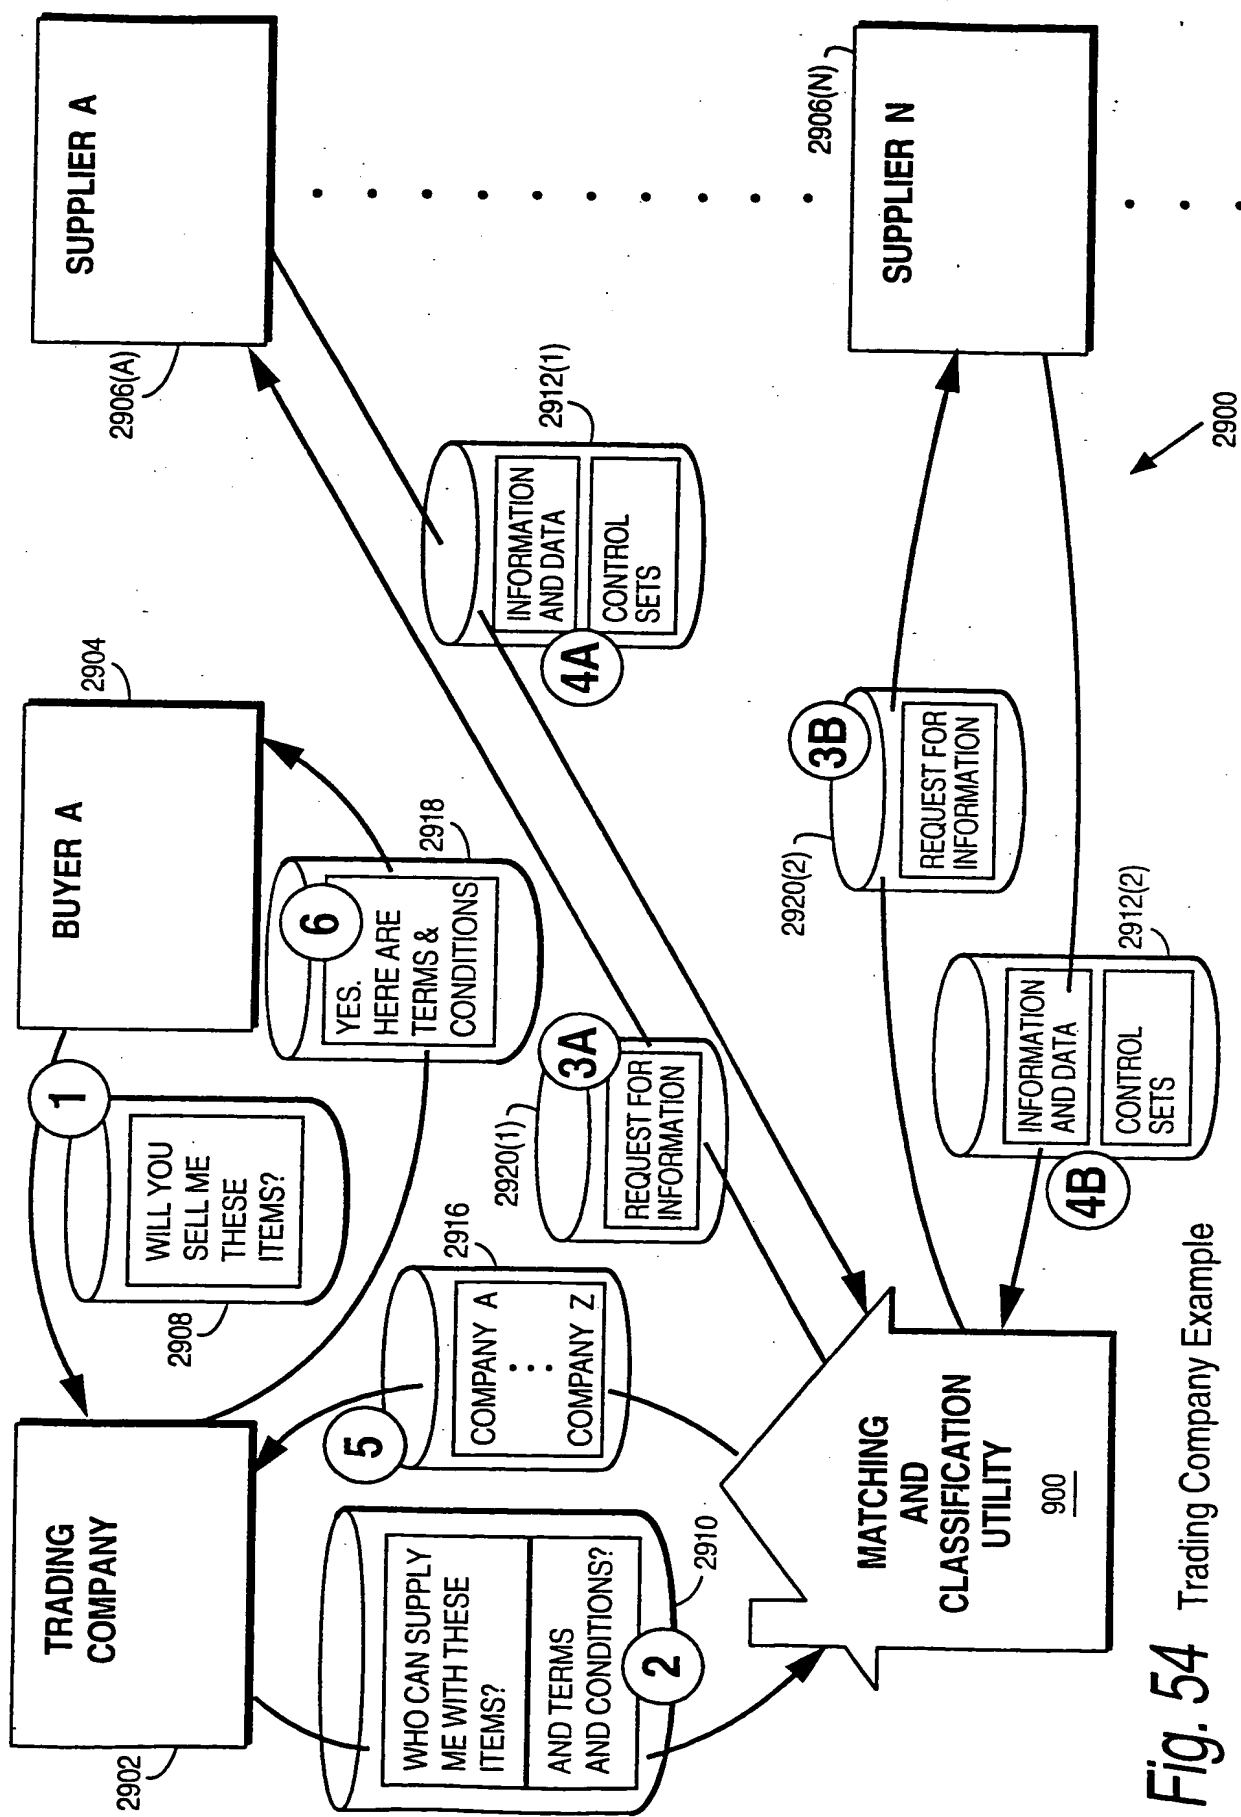 TRADING
COMPANY
2902
BUYER A
2904
SUPPLIER A
2906(A)
1
WILL YOU
SELL ME
THESE
ITEMS?
2908
6
YES.
HERE ARE
TERMS &
CONDITIONS
2918
WHO CAN SUPPLY
ME WITH THESE
ITEMS?
AND TERMS
AND CONDITIONS?
2
2910
5
COMPANY A
COMPANY Z
2916
3A
REQUEST FOR
INFORMATION
2920(1)
4A
INFORMATION
AND DATA
CONTROL
SETS
2912(1)
MATCHING
AND
CLASSIFICATION
UTILITY
900
3B
REQUEST FOR
INFORMATION
2920(2)
4B
INFORMATION
AND DATA
CONTROL
SETS
2912(2)
SUPPLIER N
2906(N)
2900
Fig. 54 Trading Company Example